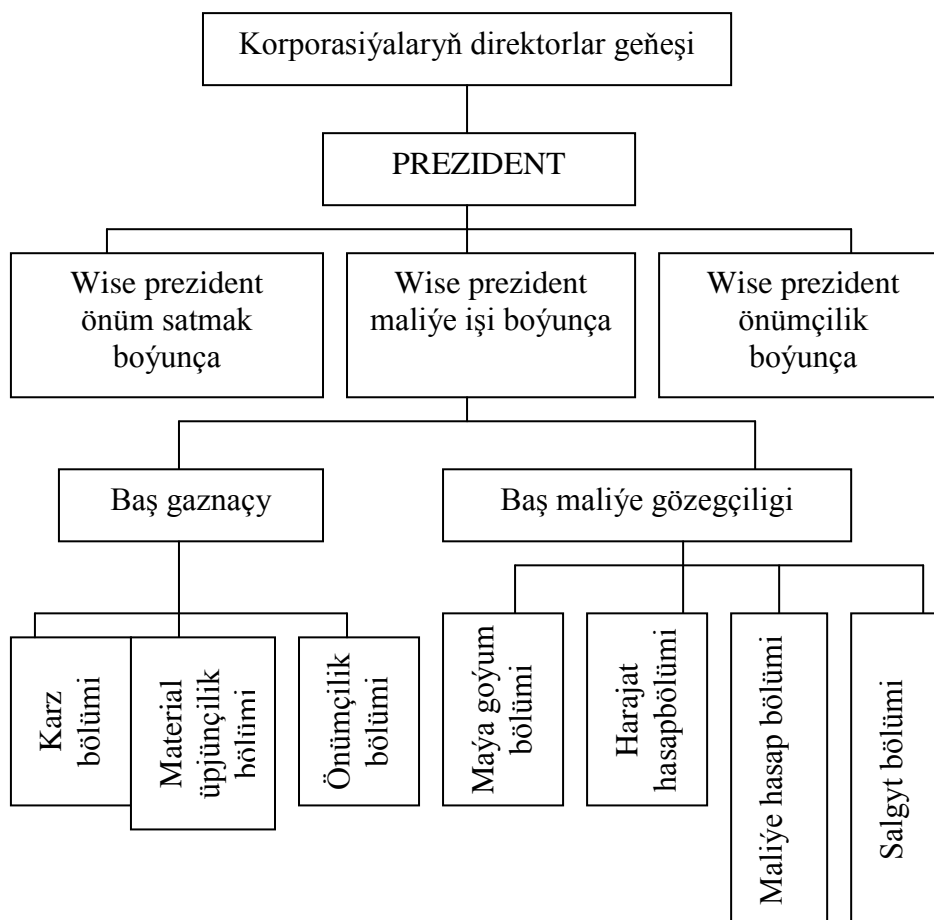 Korporasiýalaryň direktorlar geňeşi
PREZIDENT
Wise prezident
önüm satmak
boýunça
Wise prezident
maliýe işi boýunça
Wise prezident
önümçilik
boýunça
Baş gaznaçy
Baş maliýe gözegçiligi
Karz
bölümi
Material
üpjünçilik
bölümi
Önümçilik
bölümi
Maýa goýum
bölümi
Harajat
hasapbölümi
Maliýe hasap bölümi
Salgyt bölümi